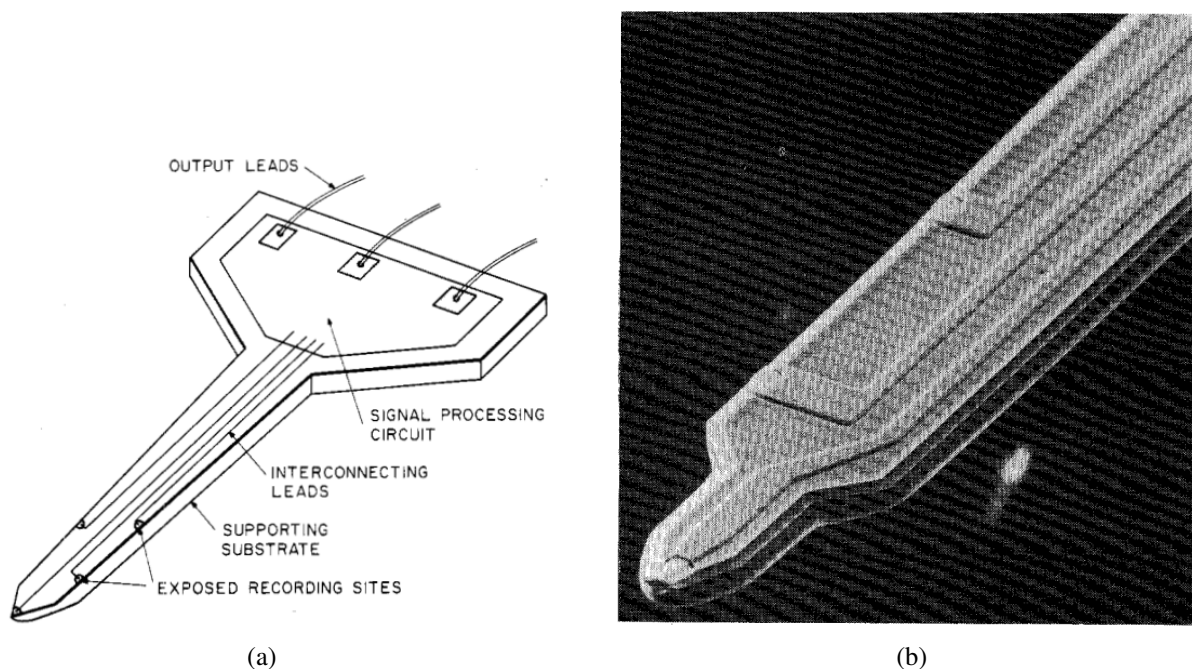 OUTPUT LEADS
SIGNAL PROCESSING
CIRCUIT
INTERCONNECTING
LEADS
SUPPORTING
SUBSTRATE
EXPOSED RECORDING SITES
(a)
(b)